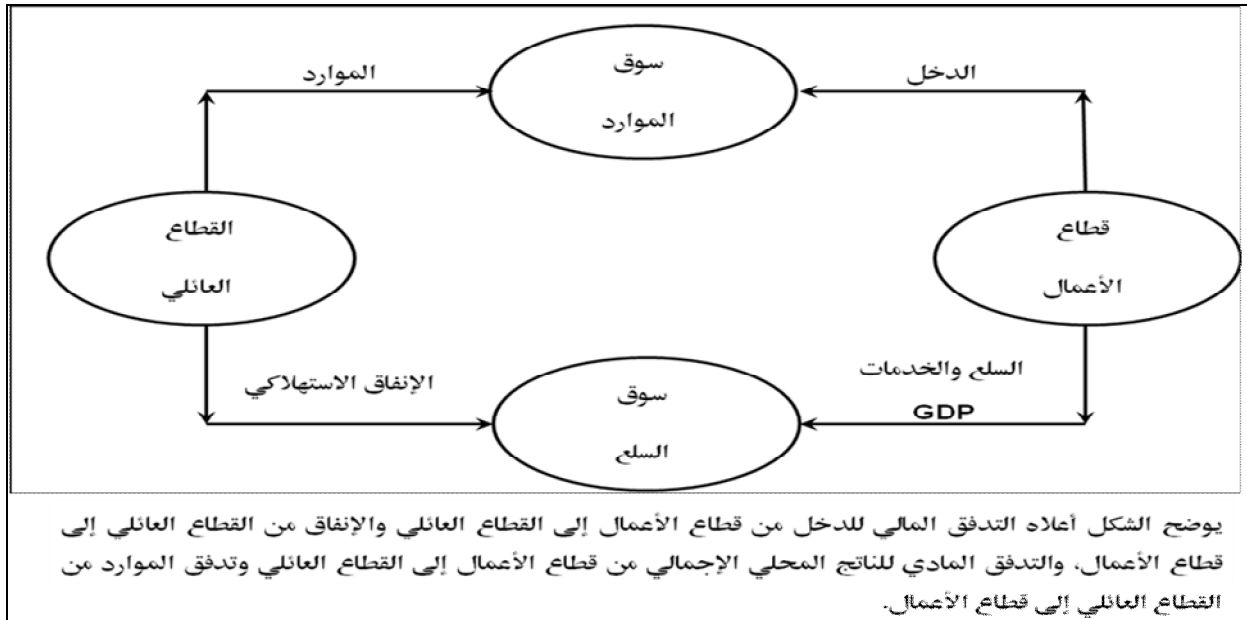 سوق
الموارد
الموارد
الدخل
القطاع
العائلي
قطاع
الأعمال
الإنفاق الاستهلاكي
سوق
السلع
السلع والخدمات
GDP
يوضح الشكل أعلاه التدفق المالي للدخل من قطاع الأعمال إلى القطاع العائلي والإنفاق من القطاع العائلي إلى
قطاع الأعمال، والتدفق المادي للناتج المحلي الإجمالي من قطاع الأعمال إلى القطاع العائلي وتدفق الموارد من
القطاع العائلي إلى قطاع الأعمال.